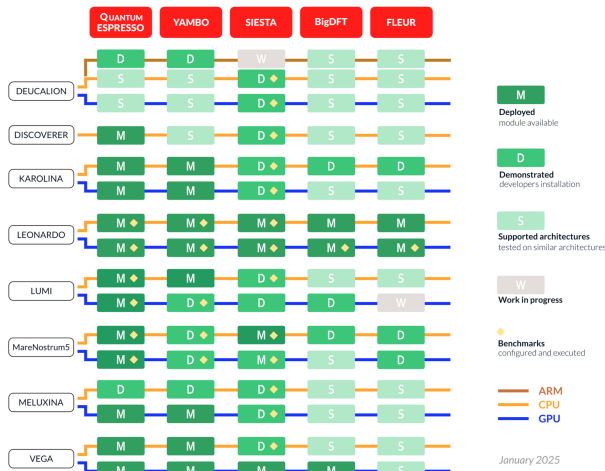 QUANTUM ESPRESSO
YAMBO
SIESTA
BigDFT
FLEUR
D D W S S
DEUCALION
S S D S S
S S D S S
DISCOVERER
M S D S S
KAROLINA
M M D D D
M M D S S
LEONARDO
M M M M M
M M M M M
LUMI
M M D S S
M D D D W
MareNostrum5
M D M D D
M D M S D
MELUXINA
D D D S S
M M D S S
VEGA
M M D S S
M M M M
M
Deployed
module available
D
Demonstrated
developers installation
S
Supported architectures
tested on similar architectures
W
Work in progress
Benchmarks
configured and executed
ARM
CPU
GPU
January 2025